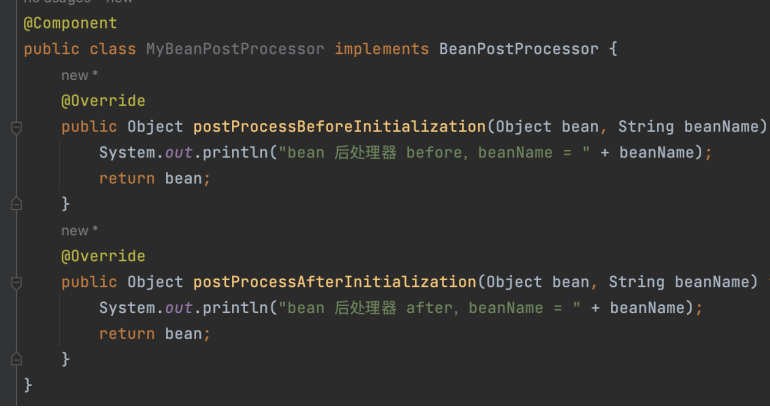 no usages new *
@Component
public class MyBeanPostProcessor implements BeanPostProcessor {
new *
@Override
public Object postProcessBeforeInitialization(Object bean, String beanName)
System.out.println("bean 后处理器 before，beanName = " + beanName);
return bean;
}
new *
@Override
public Object postProcessAfterInitialization(Object bean, String beanName)
System.out.println("bean 后处理器 after，beanName = " + beanName);
return bean;
}
}